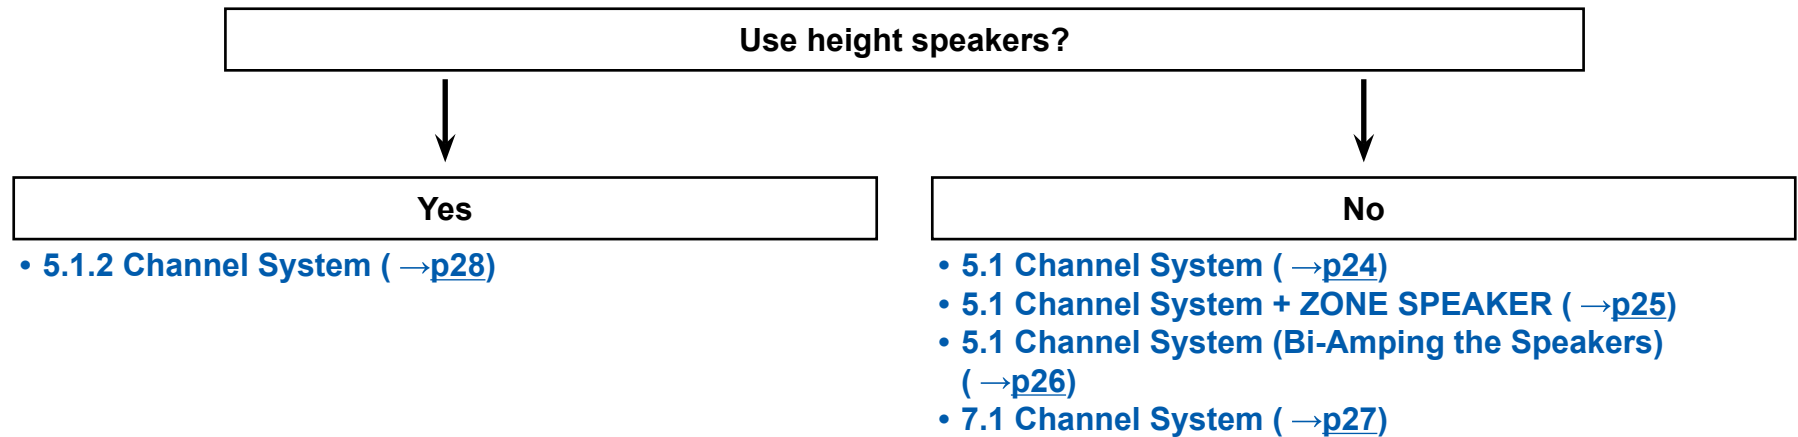 Use height speakers?
Yes
• 5.1.2 Channel System ( →p28)
No
• 5.1 Channel System ( →p24)
• 5.1 Channel System + ZONE SPEAKER ( →p25)
• 5.1 Channel System (Bi-Amping the Speakers)
( →p26)
• 7.1 Channel System ( →p27)